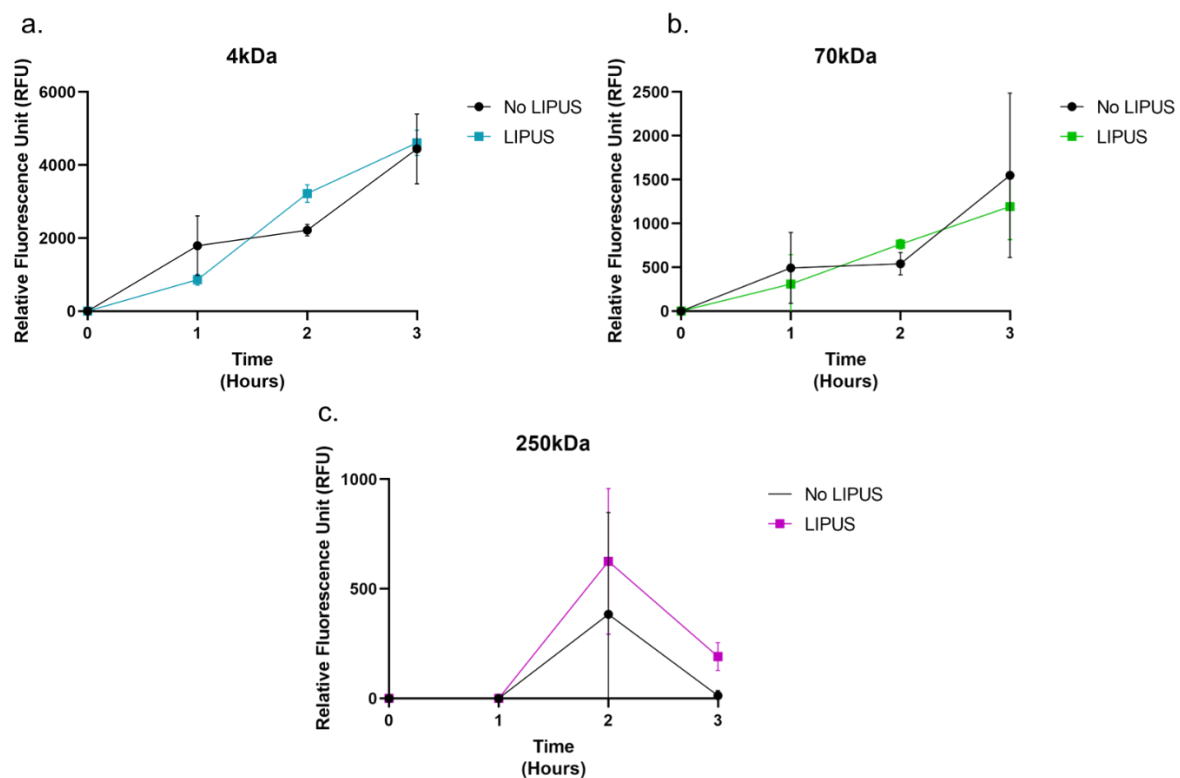 a.
4kDa
Relative Fluorescence Unit (RFU)
6000
4000
2000
0
0 1 2 3
Time
(Hours)
No LIPUS
LIPUS
b.
70kDa
Relative Fluorescence Unit (RFU)
2500
2000
1500
1000
500
0
0 1 2 3
Time
(Hours)
No LIPUS
LIPUS
c.
250kDa
Relative Fluorescence Unit (RFU)
1000
500
0
0 1 2 3
Time
(Hours)
No LIPUS
LIPUS